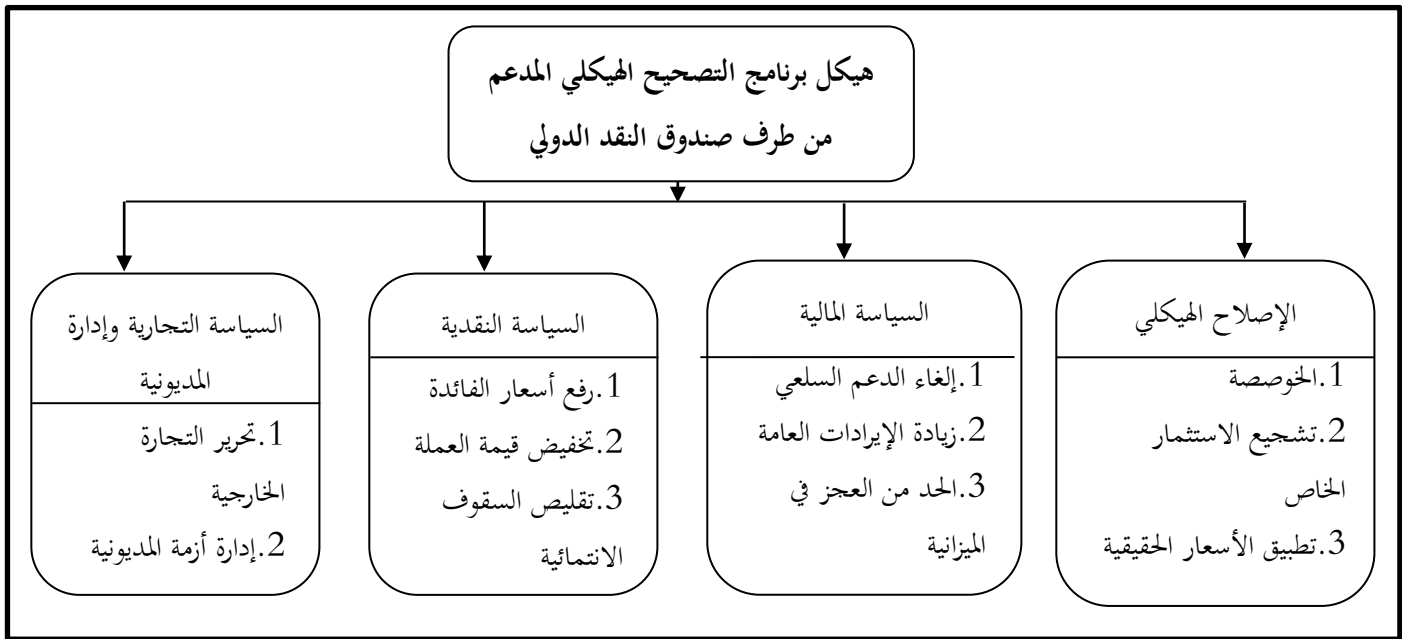 هيكل برنامج التصحيح الهيكلي المدعم
من طرف صندوق النقد الدولي
الإصلاح الهيكلي
1.الخوصصة
2.تشجيع الاستثمار
الخاص
3.تطبيق الأسعار الحقيقية
السياسة المالية
1.إلغاء الدعم السلعي
2.زيادة الإيرادات العامة
3.الحد من العجز في
الميزانية
السياسة النقدية
1.رفع أسعار الفائدة
2.تخفيض قيمة العملة
3.تقليص السقوف
الانتمائية
السياسة التجارية وإدارة
المديونية
1.تحرير التجارة
الخارجية
2.إدارة أزمة المديونية